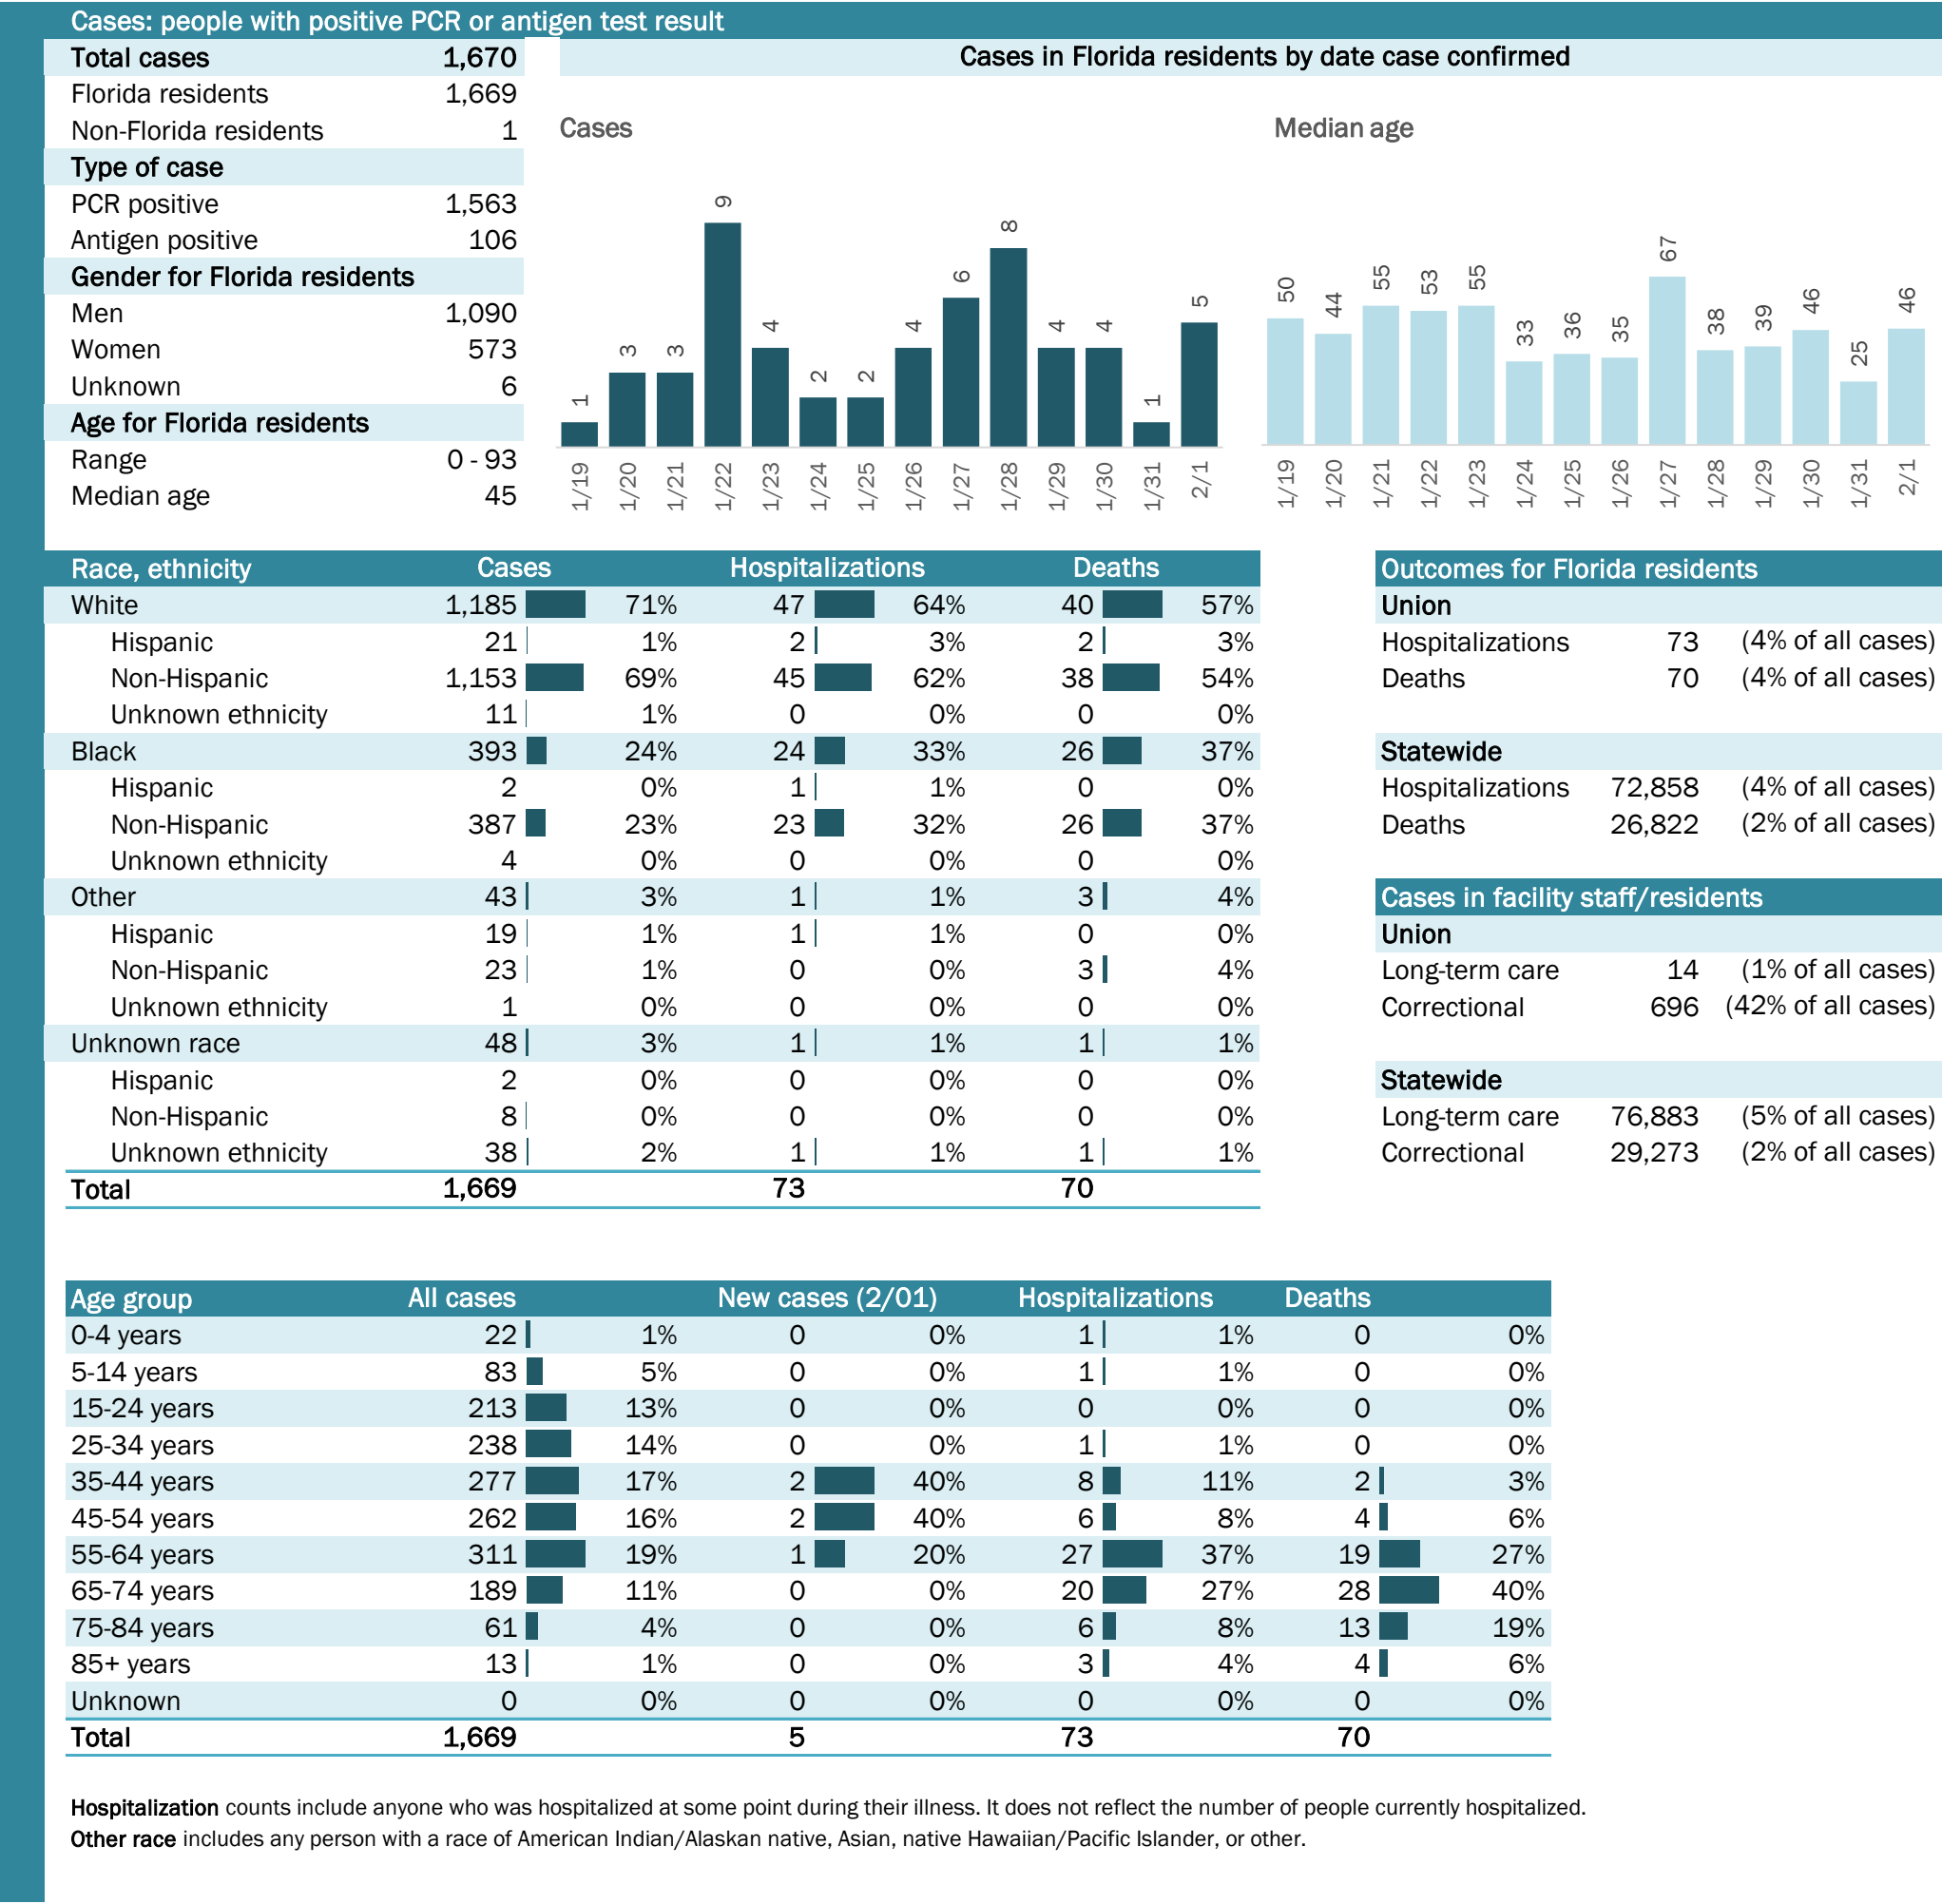 Cases: people with positive PCR or antigen test result
Total cases 1,670
Florida residents 1,669
Non-Florida residents 1
Type of case
PCR positive 1,563
Antigen positive 106
Gender for Florida residents
Men 1,090
Women 573
Unknown 6
Age for Florida residents
Range 0 - 93
Median age 45
Cases in Florida residents by date case confirmed
Cases
1 3 3 9 4 2 2 4 6 8 4 4 1 5
1/19 1/20 1/21 1/22 1/23 1/24 1/25 1/26 1/27 1/28 1/29 1/30 1/31 2/1
Median age
50 44 55 53 55 33 36 35 67 38 39 46 25 46
1/19 1/20 1/21 1/22 1/23 1/24 1/25 1/26 1/27 1/28 1/29 1/30 1/31 2/1
Race, ethnicity Cases Hospitalizations Deaths
White 1,185 71% 47 64% 40 57%
Hispanic 21 1% 2 3% 2 3%
Non-Hispanic 1,153 69% 45 62% 38 54%
Unknown ethnicity 11 1% 0 0% 0 0%
Black 393 24% 24 33% 26 37%
Hispanic 2 0% 1 1% 0 0%
Non-Hispanic 387 23% 23 32% 26 37%
Unknown ethnicity 4 0% 0 0% 0 0%
Other 43 3% 1 1% 3 4%
Hispanic 19 1% 1 1% 0 0%
Non-Hispanic 23 1% 0 0% 3 4%
Unknown ethnicity 1 0% 0 0% 0 0%
Unknown race 48 3% 1 1% 1 1%
Hispanic 2 0% 0 0% 0 0%
Non-Hispanic 8 0% 0 0% 0 0%
Unknown ethnicity 38 2% 1 1% 1 1%
Total 1,669 73 70
Outcomes for Florida residents
Union
Hospitalizations 73 (4% of all cases)
Deaths 70 (4% of all cases)
Statewide
Hospitalizations 72,858 (4% of all cases)
Deaths 26,822 (2% of all cases)
Cases in facility staff/residents
Union
Long-term care 14 (1% of all cases)
Correctional 696 (42% of all cases)
Statewide
Long-term care 76,883 (5% of all cases)
Correctional 29,273 (2% of all cases)
Age group All cases New cases (2/01) Hospitalizations Deaths
0-4 years 22 1% 0 0% 1 1% 0 0%
5-14 years 83 5% 0 0% 1 1% 0 0%
15-24 years 213 13% 0 0% 0 0% 0 0%
25-34 years 238 14% 0 0% 1 1% 0 0%
35-44 years 277 17% 2 40% 8 11% 2 3%
45-54 years 262 16% 2 40% 6 8% 4 6%
55-64 years 311 19% 1 20% 27 37% 19 27%
65-74 years 189 11% 0 0% 20 27% 28 40%
75-84 years 61 4% 0 0% 6 8% 13 19%
85+ years 13 1% 0 0% 3 4% 4 6%
Unknown 0 0% 0 0% 0 0% 0 0%
Total 1,669 5 73 70
Hospitalization counts include anyone who was hospitalized at some point during their illness. It does not reflect the number of people currently hospitalized.
Other race includes any person with a race of American Indian/Alaskan native, Asian, native Hawaiian/Pacific Islander, or other.